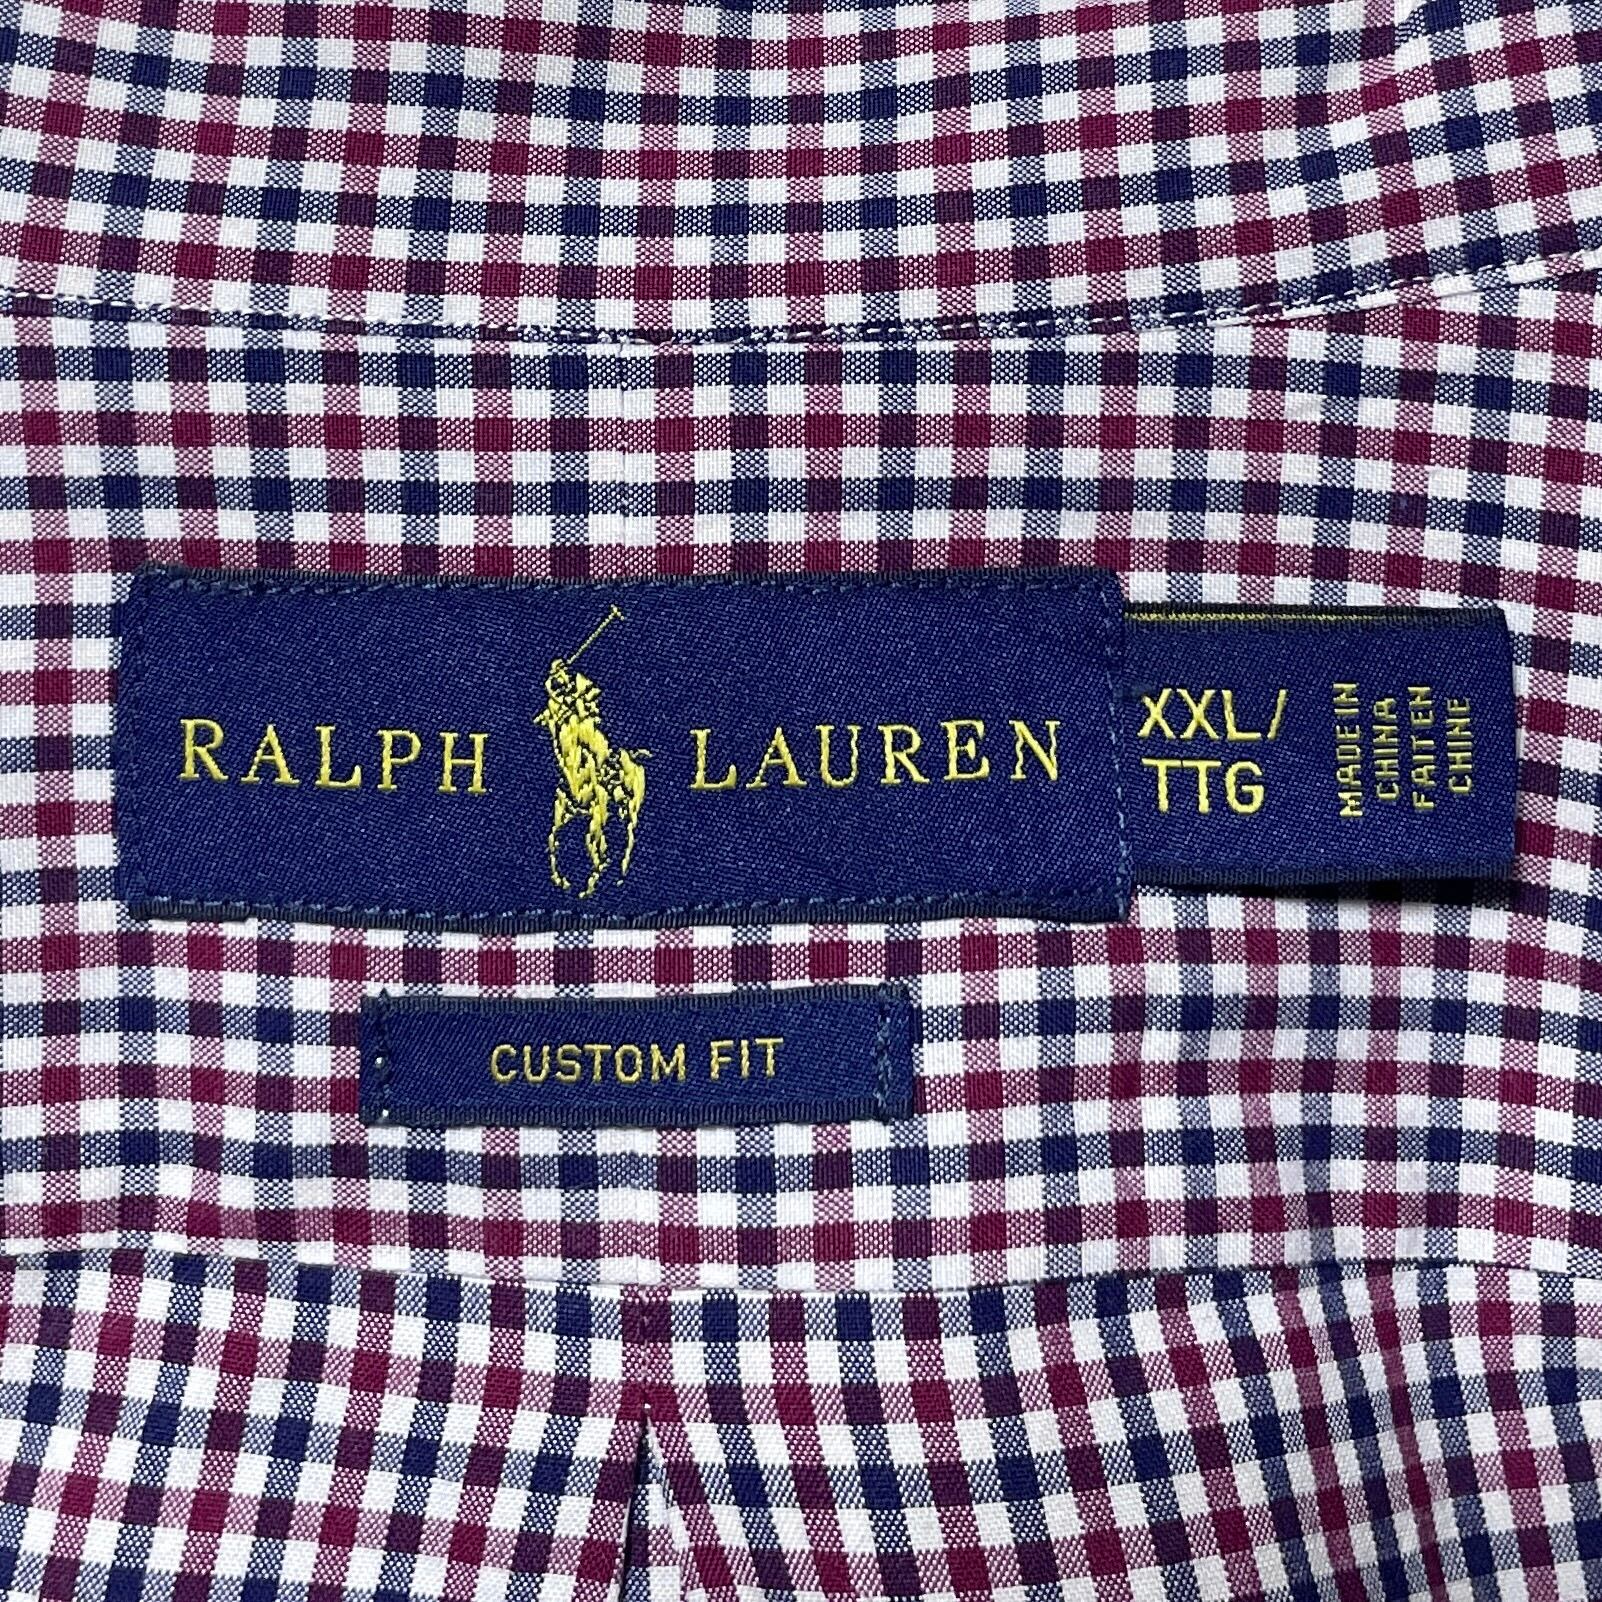 RALPH LAUREN
XXL/
TTG
MADE IN
CHINA
FAIT EN
CHINE
CUSTOM FIT